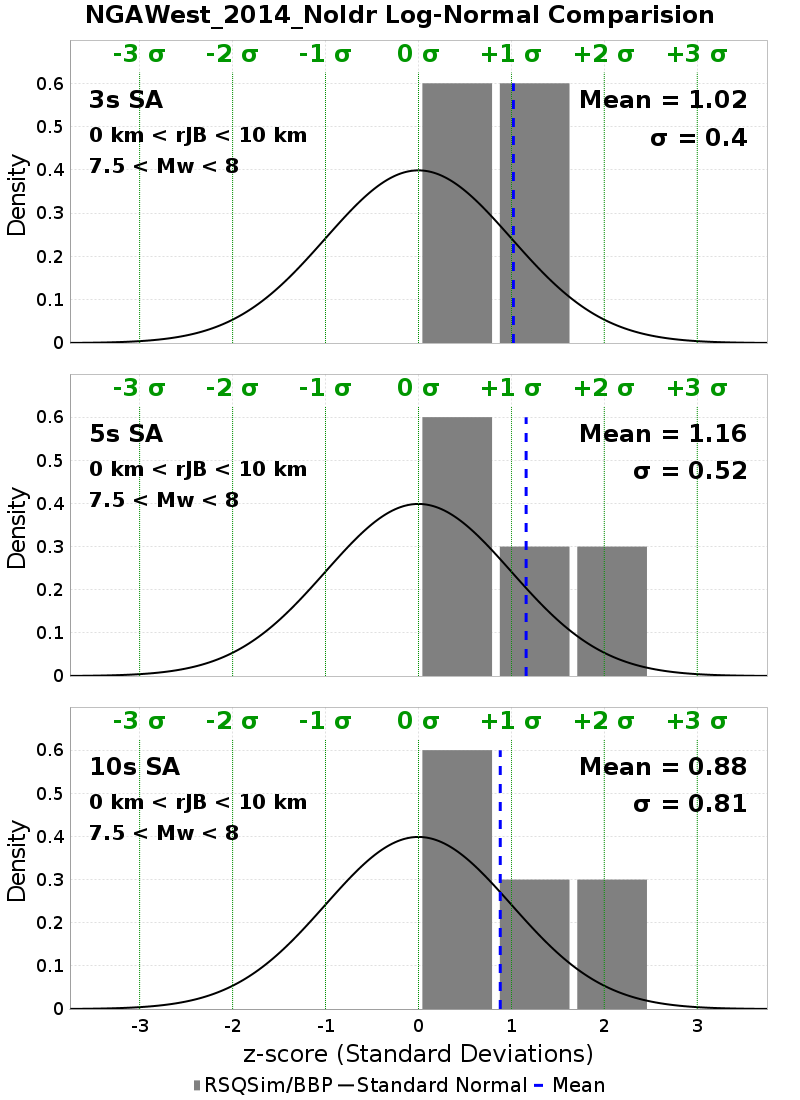 NGAWest_2014_NoIdr Log-Normal Comparision
-3 σ -2 σ -1 σ 0 σ +1 σ +2 σ +3 σ
0.6
3s SA Mean = 1.02
0.5
0 km < rJB < 10 km σ = 0.4
7.5 < Mw < 8
0.4
0.3
0.2
0.1
0
Density
-3 σ -2 σ -1 σ 0 σ +1 σ +2 σ +3 σ
0.6
5s SA Mean = 1.16
0.5
0 km < rJB < 10 km σ = 0.52
7.5 < Mw < 8
0.4
0.3
0.2
0.1
0
Density
-3 σ -2 σ -1 σ 0 σ +1 σ +2 σ +3 σ
0.6
10s SA Mean = 0.88
0.5
0 km < rJB < 10 km σ = 0.81
7.5 < Mw < 8
0.4
0.3
0.2
0.1
0
Density
-3 -2 -1 0 1 2 3
z-score (Standard Deviations)
RSQSim/BBP Standard Normal Mean